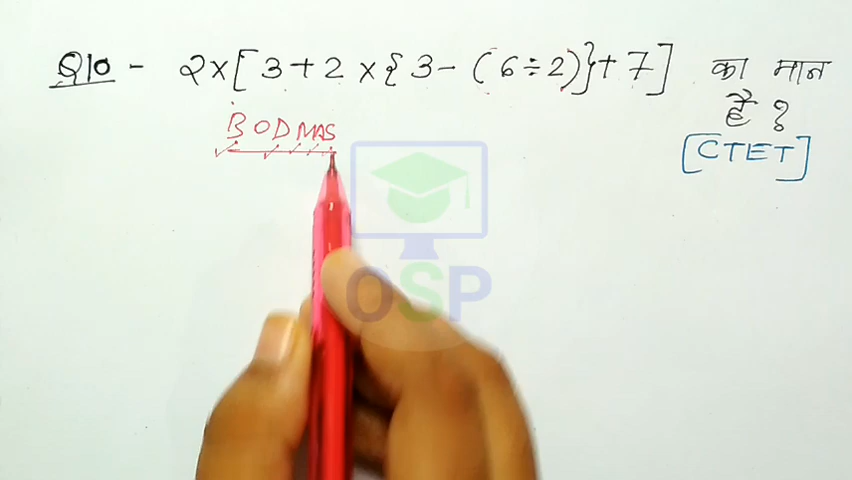 Q10 - 2×[3+2×{3-(6÷2)}+7] का मान
है ?
BODMAS
[CTET]
OSP